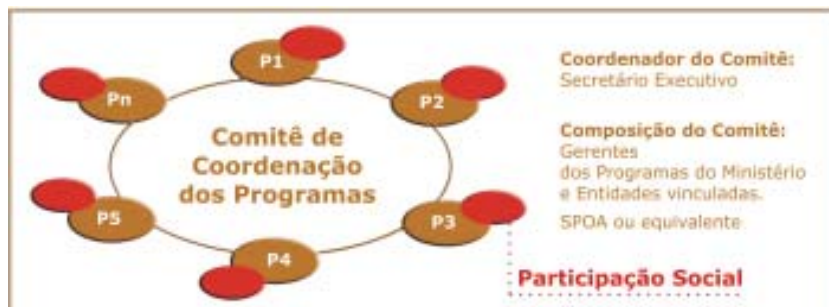 P1
P2
Pn
Comitê de
Coordenação
dos Programas
P5
P3
P4
Coordenador do Comitê:
Secretário Executivo
Composição do Comitê:
Gerentes
dos Programas do Ministério
e Entidades vinculadas.
SPOA ou equivalente
Participação Social